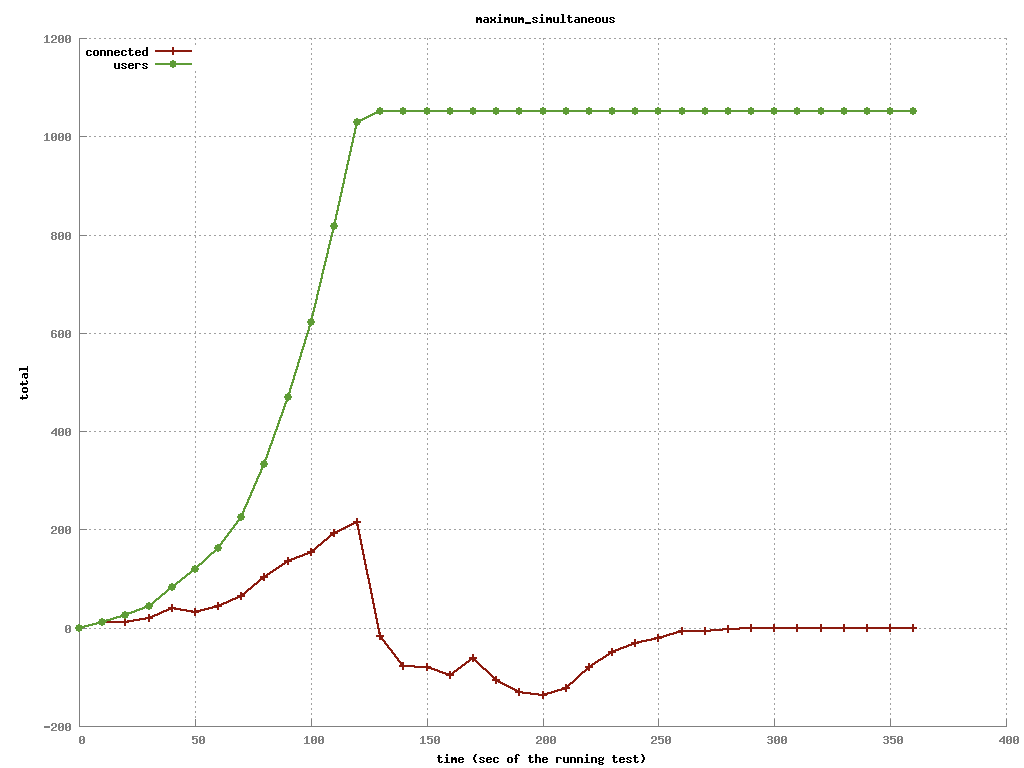 maximum_simultaneous
1200
connected
users
1000
800
600
total
400
200
0
-200
0 50 100 150 200 250 300 350 400
time (sec of the running test)